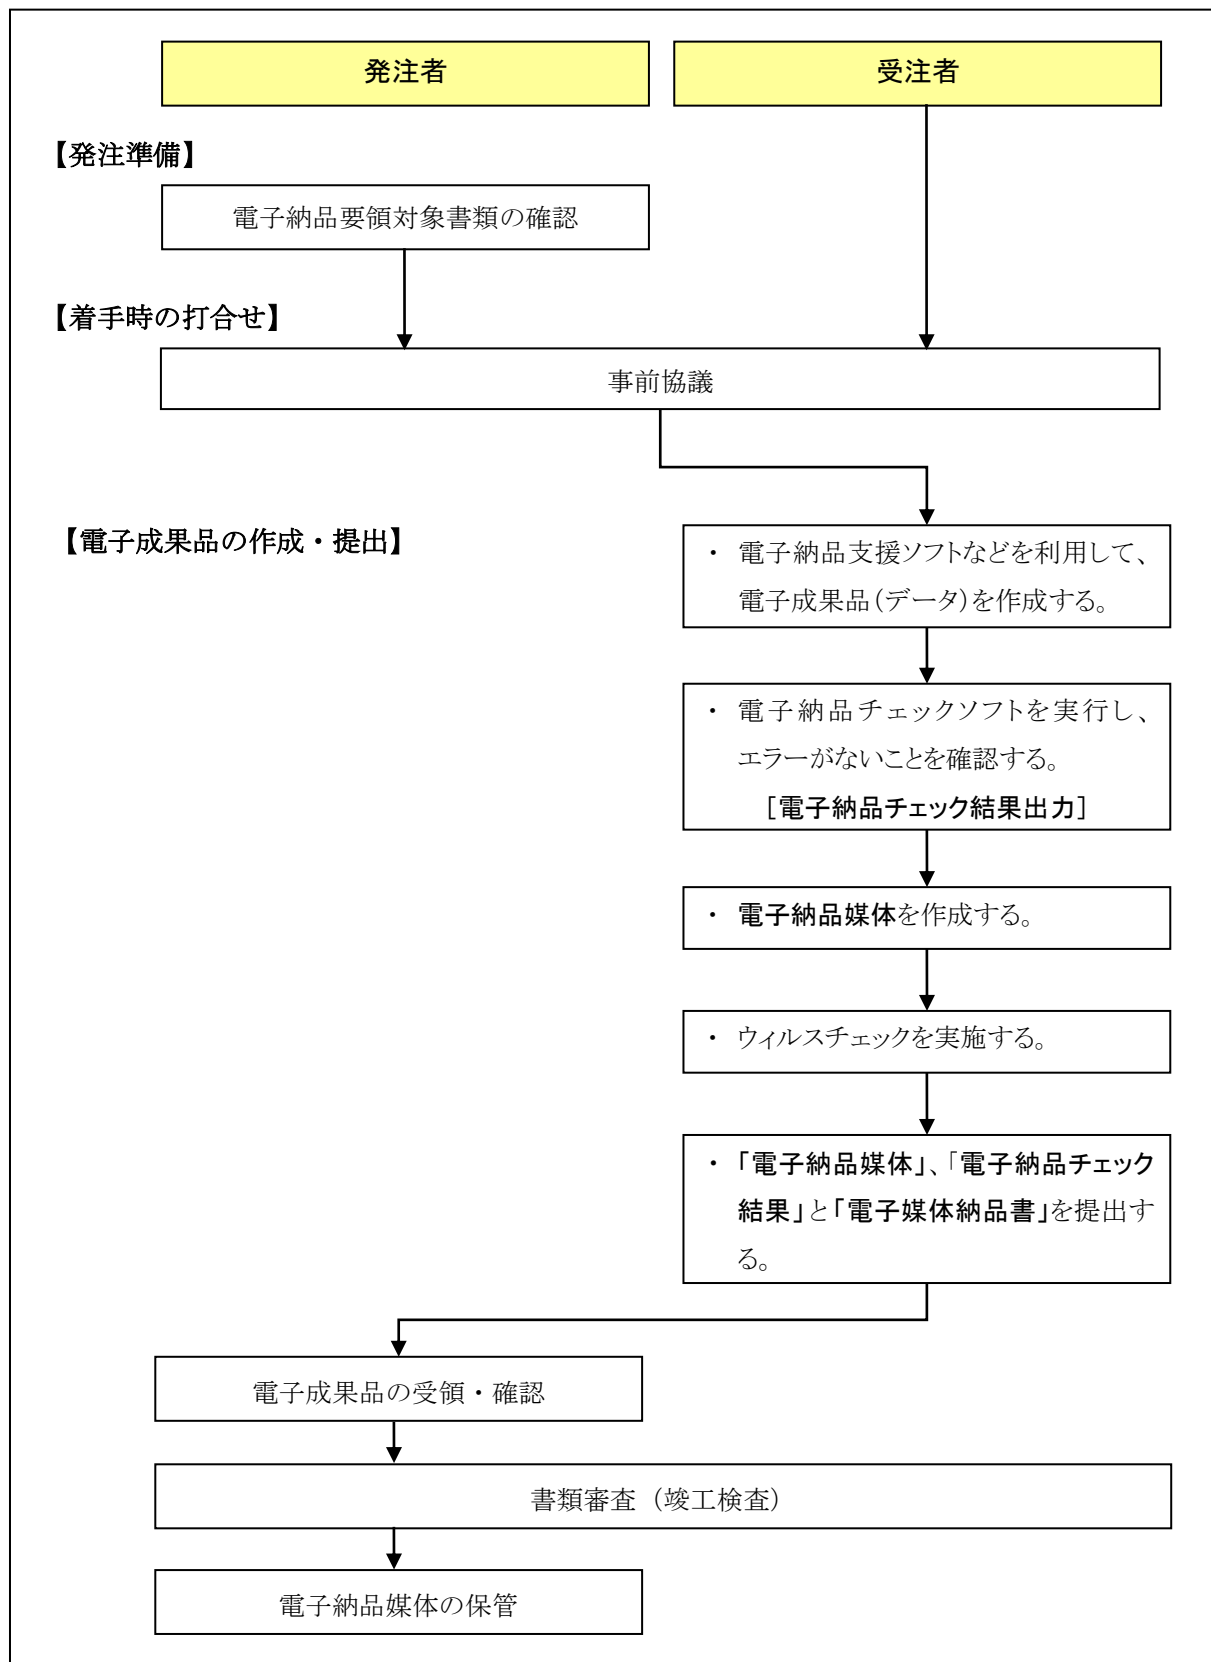 発注者
受注者
【発注準備】
電子納品要領対象書類の確認
【着手時の打合せ】
事前協議
【電子成果品の作成・提出】
・ 電子納品支援ソフトなどを利用して、
電子成果品(データ)を作成する。
・ 電子納品チェックソフトを実行し、
エラーがないことを確認する。
[電子納品チェック結果出力]
・ 電子納品媒体を作成する。
・ ウィルスチェックを実施する。
・ 「電子納品媒体」、「電子納品チェック
結果」と「電子媒体納品書」を提出す
る。
電子成果品の受領・確認
書類審査（竣工検査）
電子納品媒体の保管